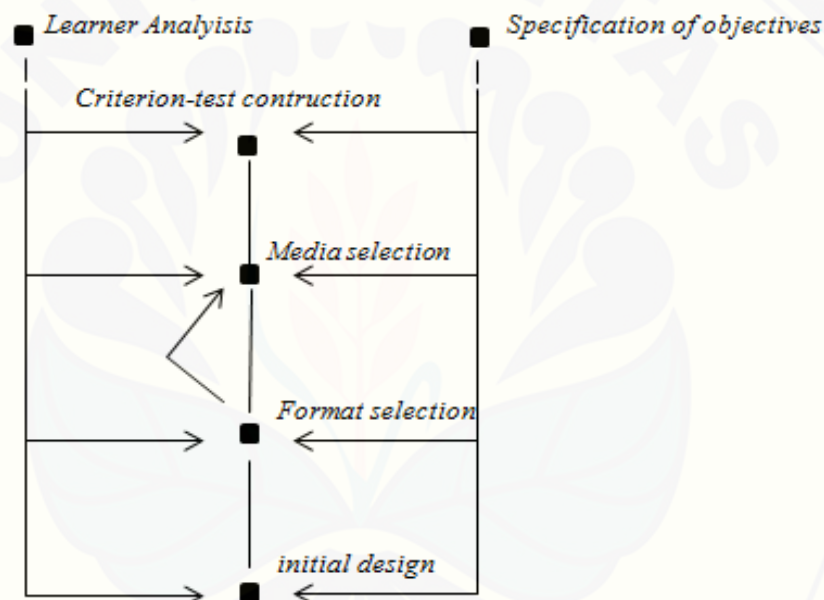 Learner Analyisis
Specification of objectives
Criterion-test contruction
Media selection
Format selection
initial design